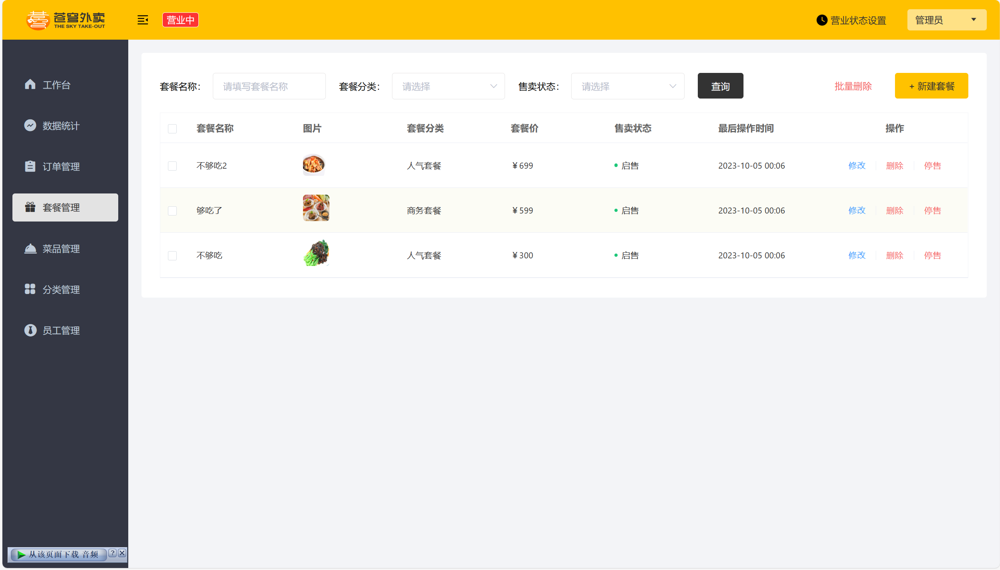 苍穹外卖
THE SKY TAKE-OUT
营业中
营业状态设置
管理员
工作台
数据统计
订单管理
套餐管理
菜品管理
分类管理
员工管理
套餐名称： 请填写套餐名称 套餐分类： 请选择 售卖状态： 请选择 查询 批量删除 + 新建套餐
套餐名称 图片 套餐分类 套餐价 售卖状态 最后操作时间 操作
不够吃2 人气套餐 ¥699 启售 2023-10-05 00:06 修改 删除 停售
够吃了 商务套餐 ¥599 启售 2023-10-05 00:06 修改 删除 停售
不够吃 人气套餐 ¥300 启售 2023-10-05 00:06 修改 删除 停售
从该页面下载 音频 ?